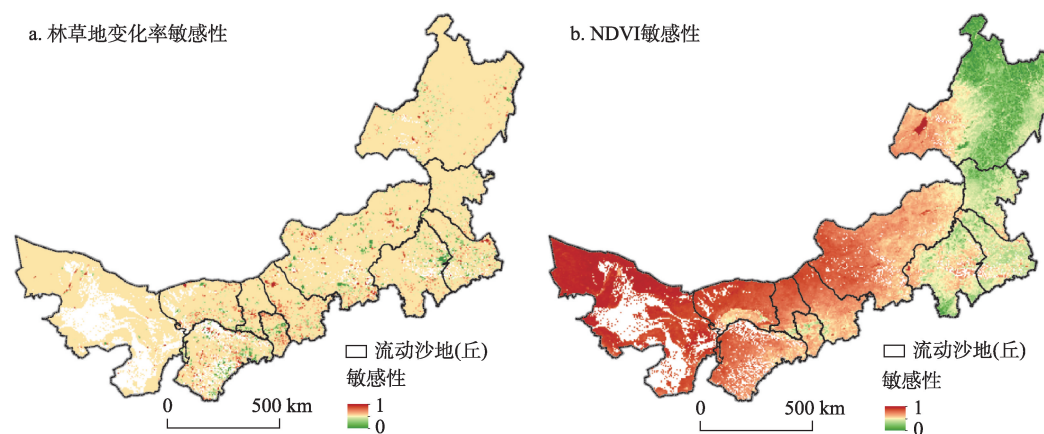 a. 林草地变化率敏感性
流动沙地(丘)
敏感性
0 500 km
1
0
b. NDVI敏感性
流动沙地(丘)
敏感性
0 500 km
1
0